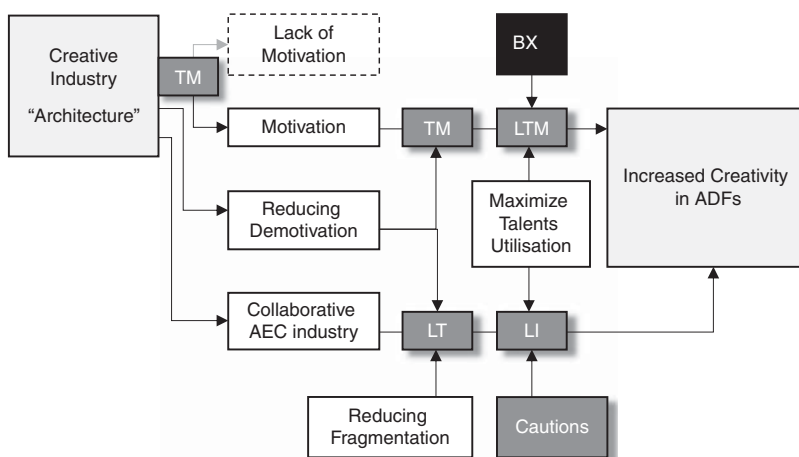 Creative
Industry
“Architecture”
TM
Lack of
Motivation
BX
Motivation
TM
LTM
Increased Creativity
in ADFs
Reducing
Demotivation
Maximize
Talents
Utilisation
Collaborative
AEC industry
LT
LI
Reducing
Fragmentation
Cautions